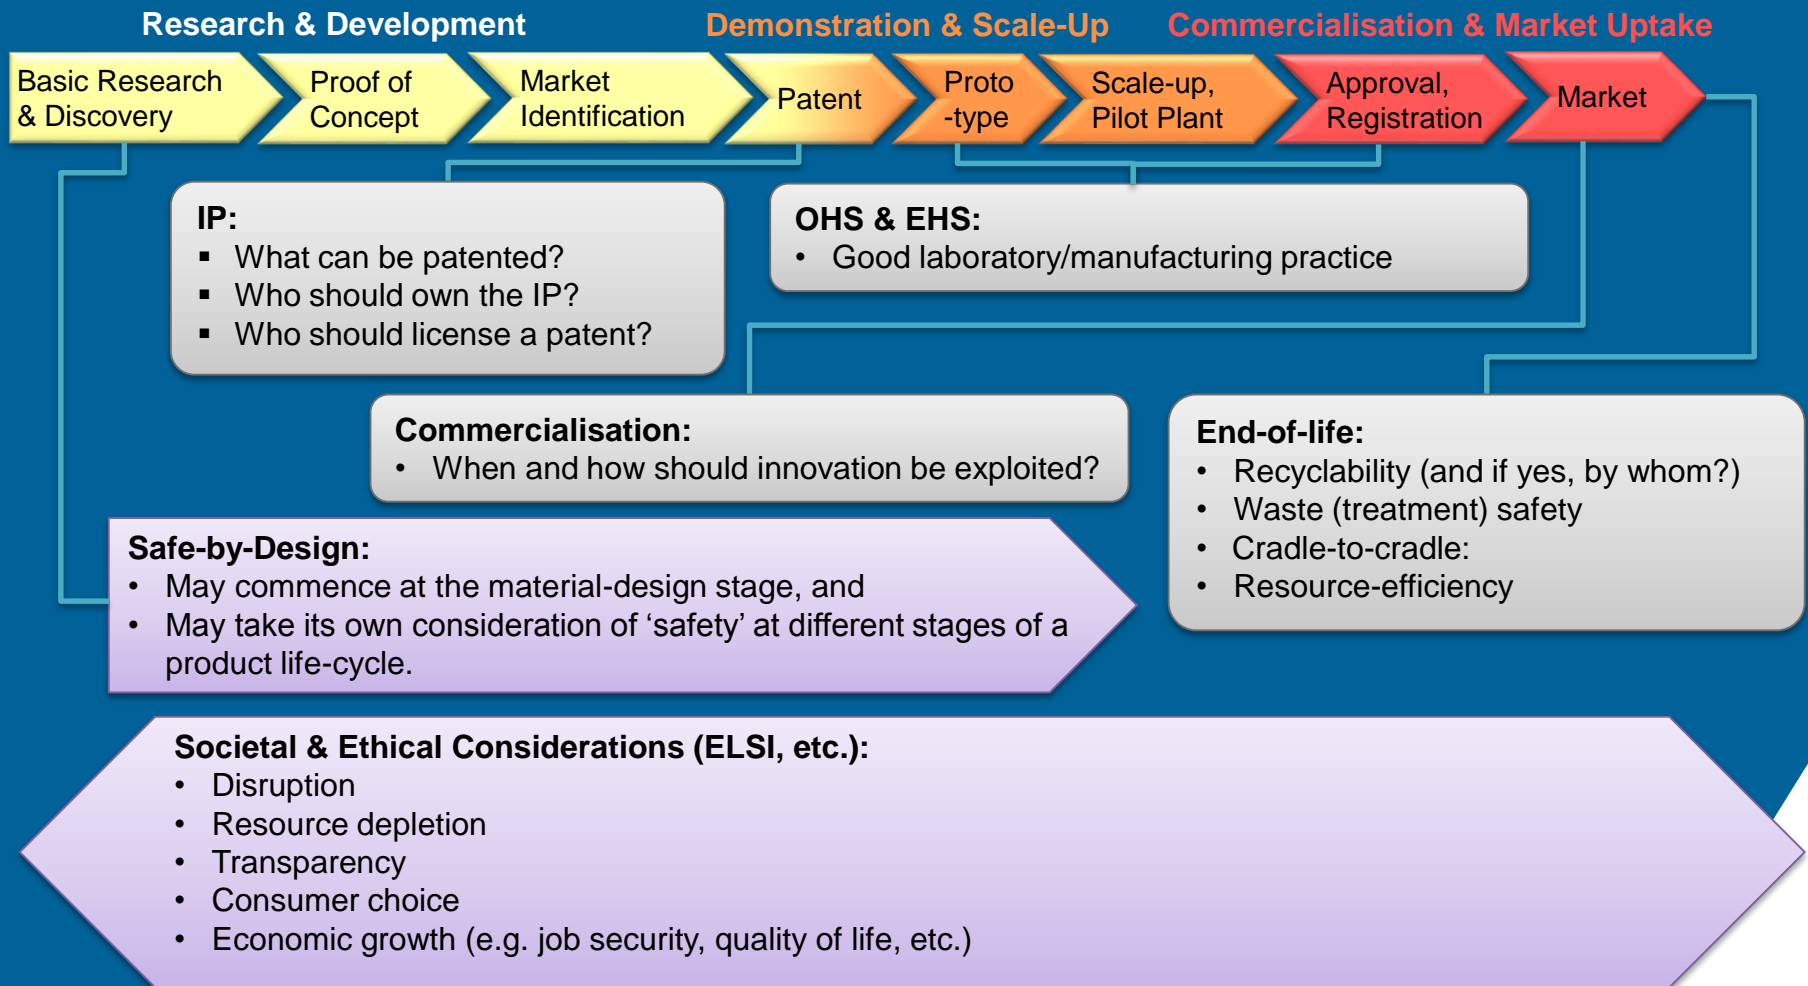 Research & Development
Demonstration & Scale-Up
Commercialisation & Market Uptake
Basic Research
& Discovery
Proof of
Concept
Market
Identification
Patent
Proto
-type
Scale-up,
Pilot Plant
Approval,
Registration
Market
IP:
▪ What can be patented?
▪ Who should own the IP?
▪ Who should license a patent?
OHS & EHS:
• Good laboratory/manufacturing practice
Commercialisation:
• When and how should innovation be exploited?
End-of-life:
• Recyclability (and if yes, by whom?)
• Waste (treatment) safety
• Cradle-to-cradle:
• Resource-efficiency
Safe-by-Design:
• May commence at the material-design stage, and
• May take its own consideration of ‘safety’ at different stages of a
product life-cycle.
Societal & Ethical Considerations (ELSI, etc.):
• Disruption
• Resource depletion
• Transparency
• Consumer choice
• Economic growth (e.g. job security, quality of life, etc.)